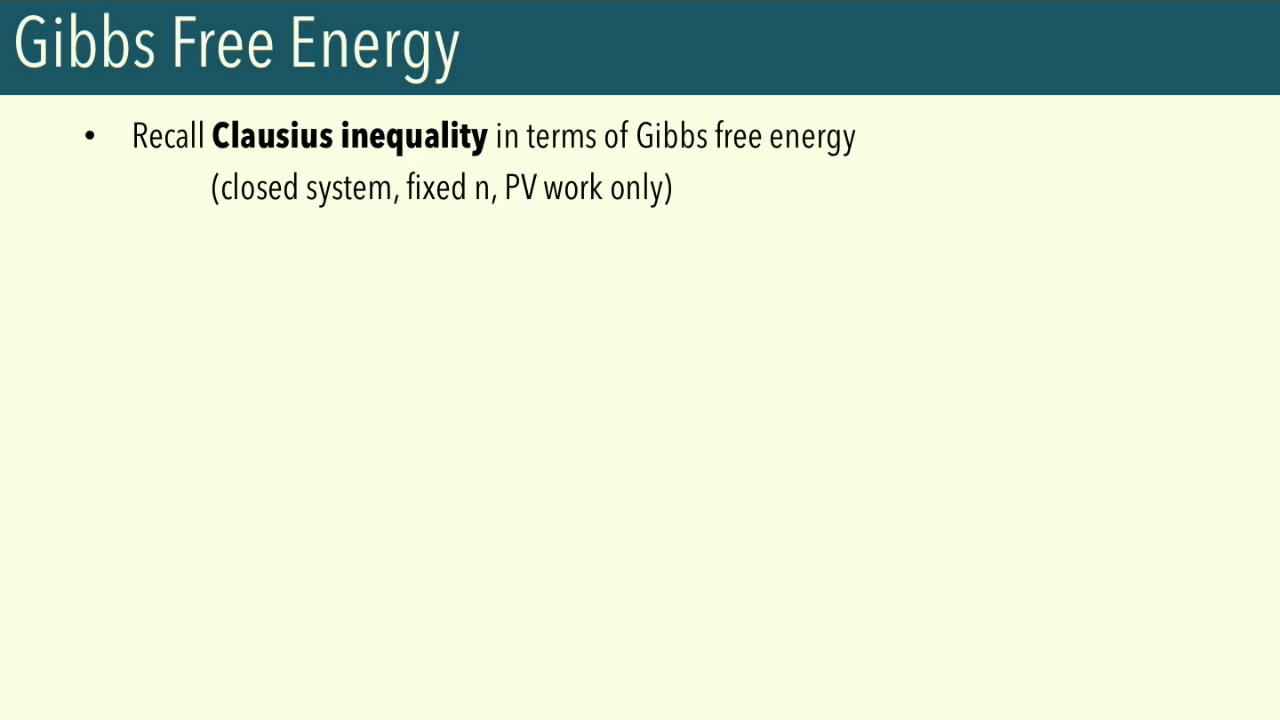 Gibbs Free Energy
• Recall Clausius inequality in terms of Gibbs free energy
(closed system, fixed n, PV work only)